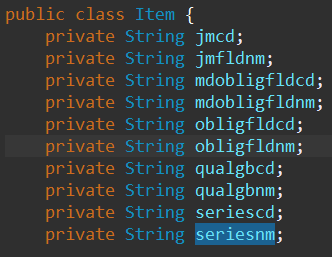 public class Item {
    private String jmcd;
    private String jmfldnm;
    private String mdobligfldcd;
    private String mdobligfldnm;
    private String obligfldcd;
    private String obligfldnm;
    private String qualgbcd;
    private String qualgbnm;
    private String seriescd;
    private String seriesnm;